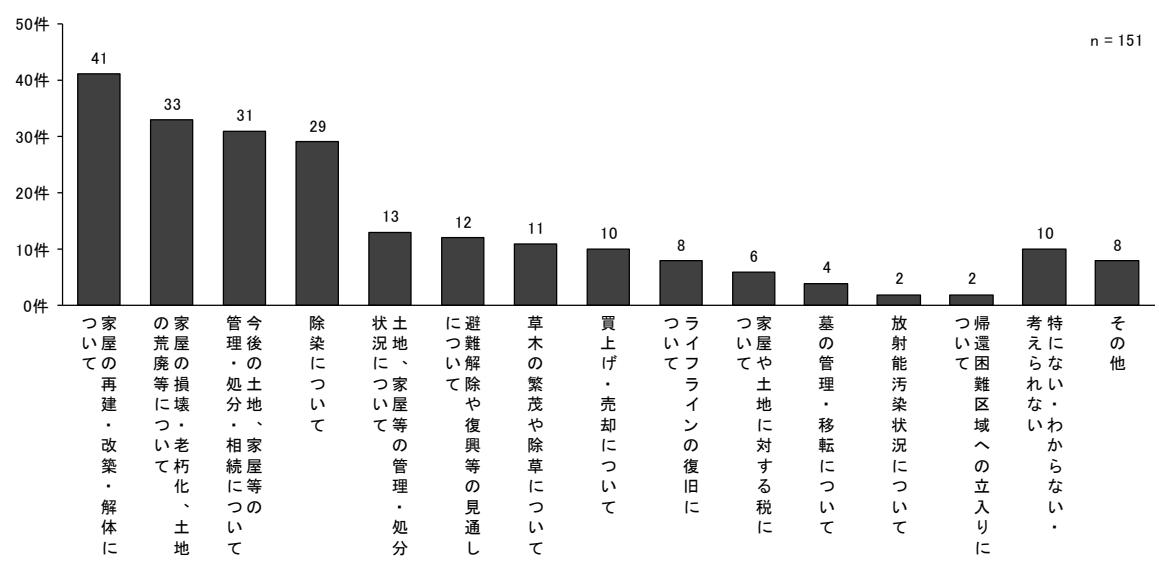 50件
40件
30件
20件
10件
0件
n = 151
41
33
31
29
13
12
11
10
8
6
4
2
2
10
8
家屋の再建・改築・解体に
ついて
家屋の損壊・老朽化、土地
の荒廃等について
今後の土地、家屋等の
管理・処分・相続について
除染について
土地、家屋等の管理・処分
状況について
避難解除や復興等の見通し
について
草木の繁茂や除草について
買上げ・売却について
ライフラインの復旧に
ついて
家屋や土地に対する税に
ついて
墓の管理・移転について
放射能汚染状況について
帰還困難区域への立入りに
ついて
特にない・わからない・
考えられない
その他